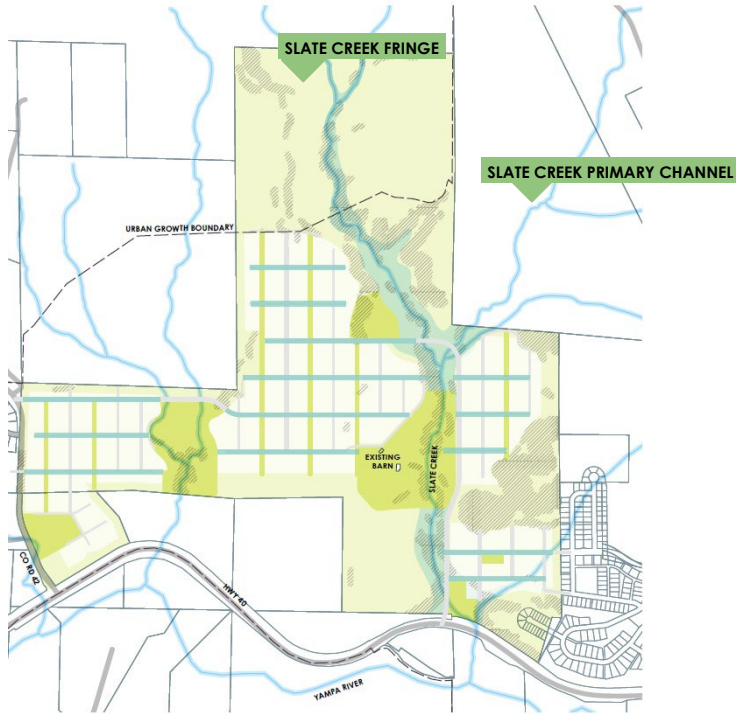 SLATE CREEK FRINGE
SLATE CREEK PRIMARY CHANNEL
URBAN GROWTH BOUNDARY
EXISTING
BARN
SLATE CREEK
CO RD 42
HWY 40
YAMPA RIVER